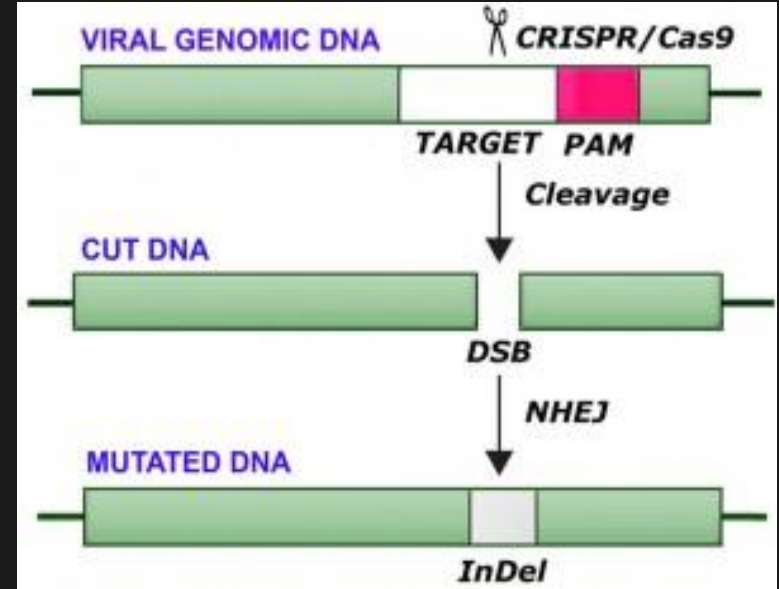 VIRAL GENOMIC DNA
CRISPR/Cas9
TARGET PAM
Cleavage
CUT DNA
DSB
NHEJ
MUTATED DNA
InDel